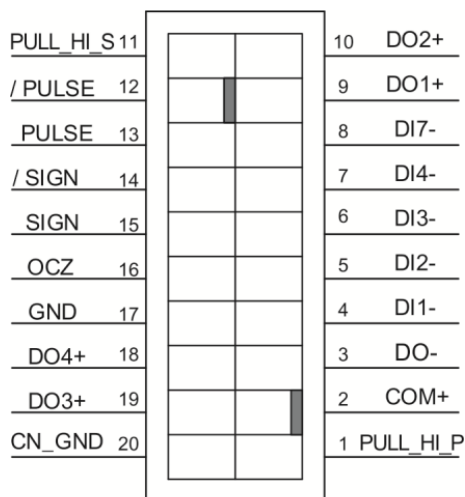 PULL_HI_S 11 10 DO2+
/ PULSE 12 9 DO1+
PULSE 13 8 DI7-
/ SIGN 14 7 DI4-
SIGN 15 6 DI3-
OCZ 16 5 DI2-
GND 17 4 DI1-
DO4+ 18 3 DO-
DO3+ 19 2 COM+
CN_GND 20 1 PULL_HI_P